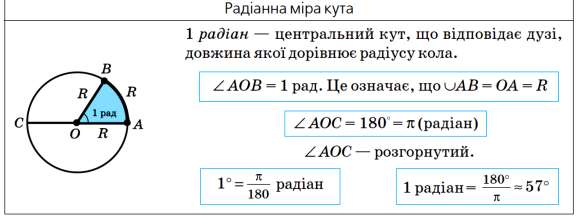 Радіанна міра кута
1 радіан — центральний кут, що відповідає дузі,
довжина якої дорівнює радіусу кола.
∠AOB = 1 рад. Це означає, що ∪AB = OA = R
∠AOC = 180° = π (радіан)
∠AOC — розгорнутий.
1° = π/180 радіан
1 радіан = 180°/π ≈ 57°
B
R
R
1 рад
C
O
R
A